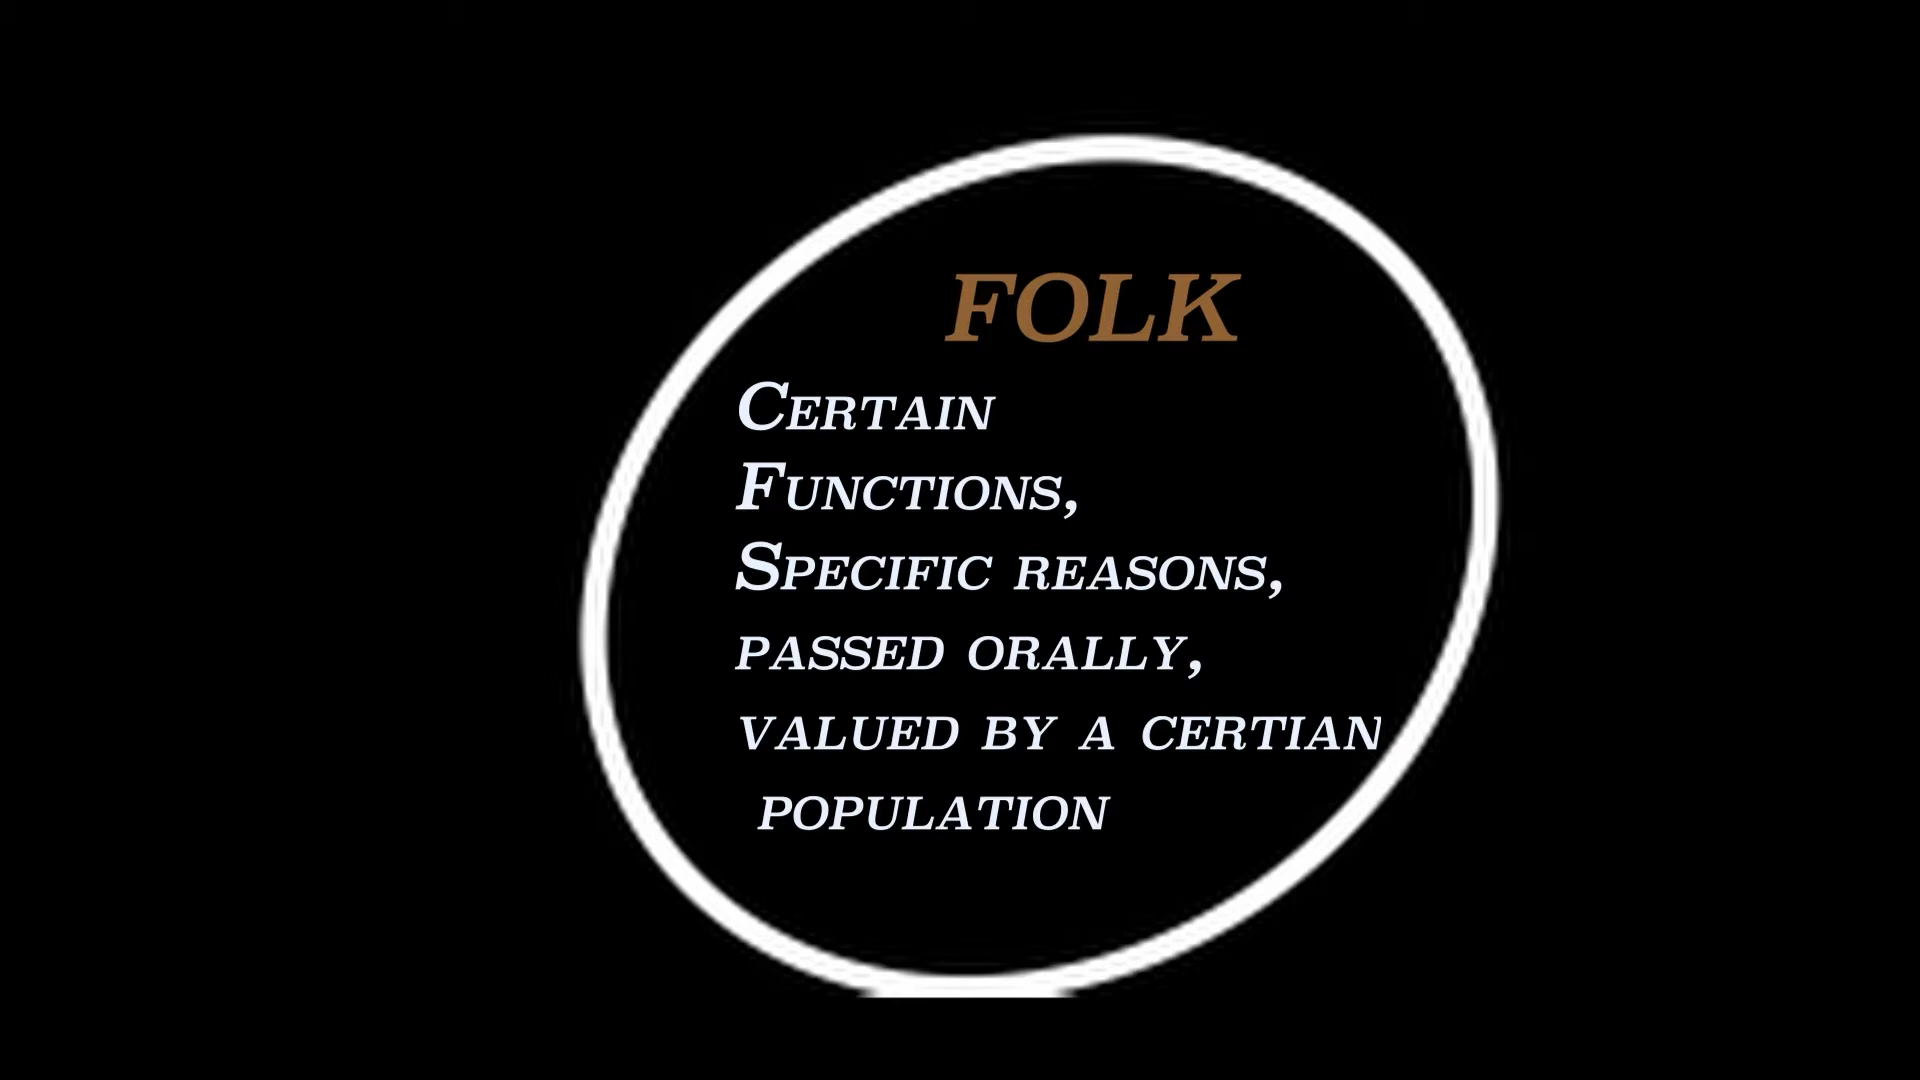 FOLK
Certain
Functions,
Specific reasons,
passed orally,
valued by a certian
population